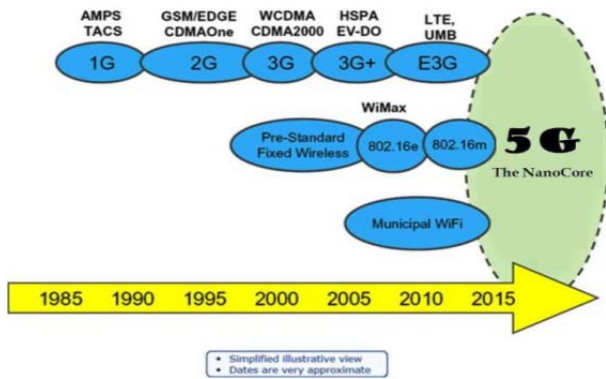 AMPS
TACS
GSM/EDGE
CDMAOne
WCDMA
CDMA2000
HSPA
EV-DO
LTE,
UMB
1G
2G
3G
3G+
E3G
WiMax
Pre-Standard
Fixed Wireless
802.16e
802.16m
5G
The NanoCore
Municipal WiFi
1985 1990 1995 2000 2005 2010 2015
• Simplified illustrative view
• Dates are very approximate